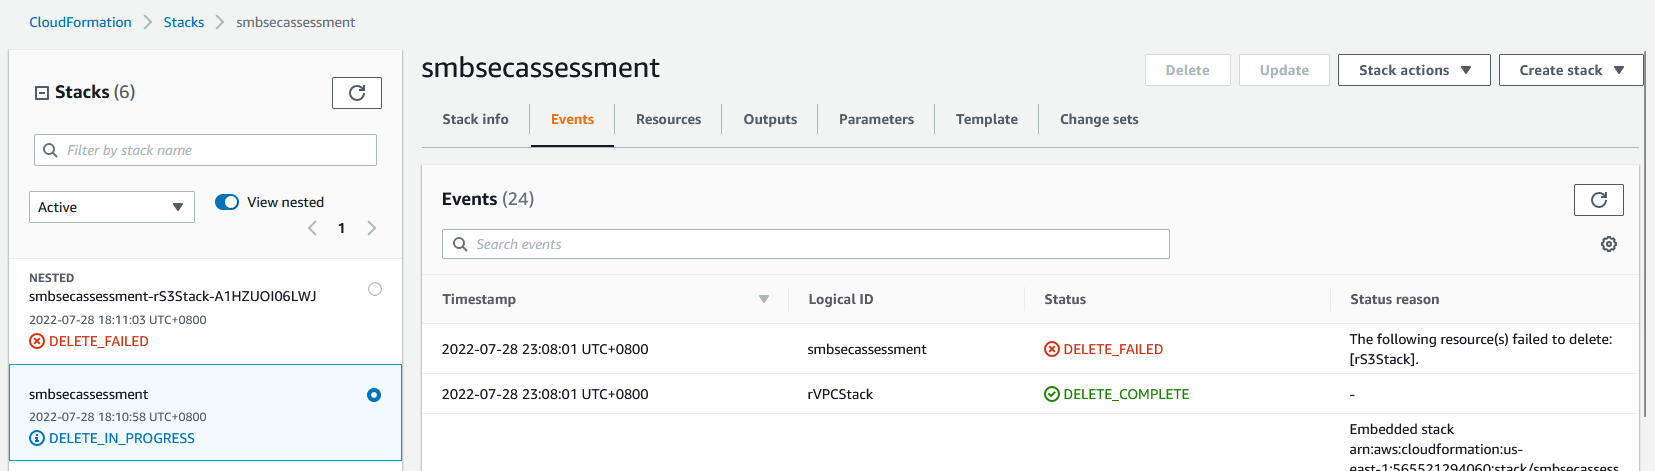 CloudFormation > Stacks > smbsecassessment
Stacks (6)
Filter by stack name
Active
View nested
1
NESTED
smbsecassessment-rS3Stack-A1HZUOI06LWJ
2022-07-28 18:11:03 UTC+0800
DELETE_FAILED
smbsecassessment
2022-07-28 18:10:58 UTC+0800
DELETE_IN_PROGRESS
smbsecassessment
Delete
Update
Stack actions
Create stack
Stack info
Events
Resources
Outputs
Parameters
Template
Change sets
Events (24)
Search events
Timestamp
Logical ID
Status
Status reason
2022-07-28 23:08:01 UTC+0800
smbsecassessment
DELETE_FAILED
The following resource(s) failed to delete:
[rS3Stack].
2022-07-28 23:08:01 UTC+0800
rVPCStack
DELETE_COMPLETE
-
Embedded stack
arn:aws:cloudformation:us-
east-1:565521294060:stack/smbsecassess